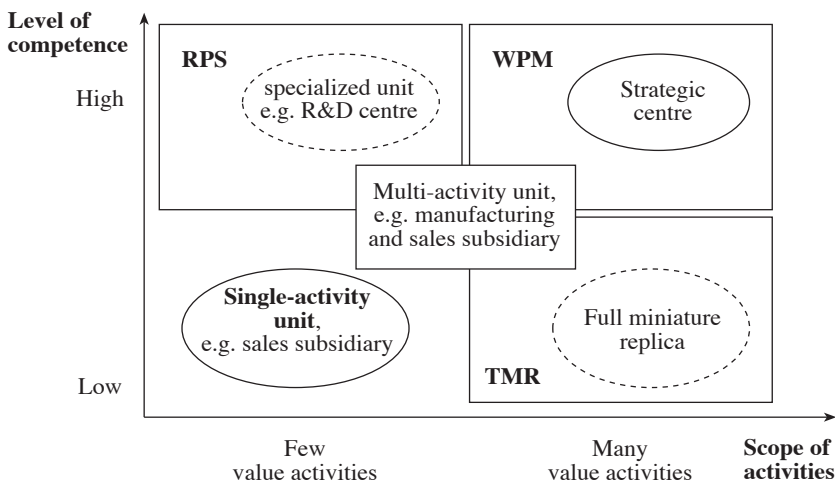 Level of
competence
RPS
WPM
High
specialized unit
e.g. R&D centre
Strategic
centre
Multi-activity unit,
e.g. manufacturing
and sales subsidiary
Single-activity
unit,
e.g. sales subsidiary
Full miniature
replica
Low
TMR
Few
value activities
Many
value activities
Scope of
activities